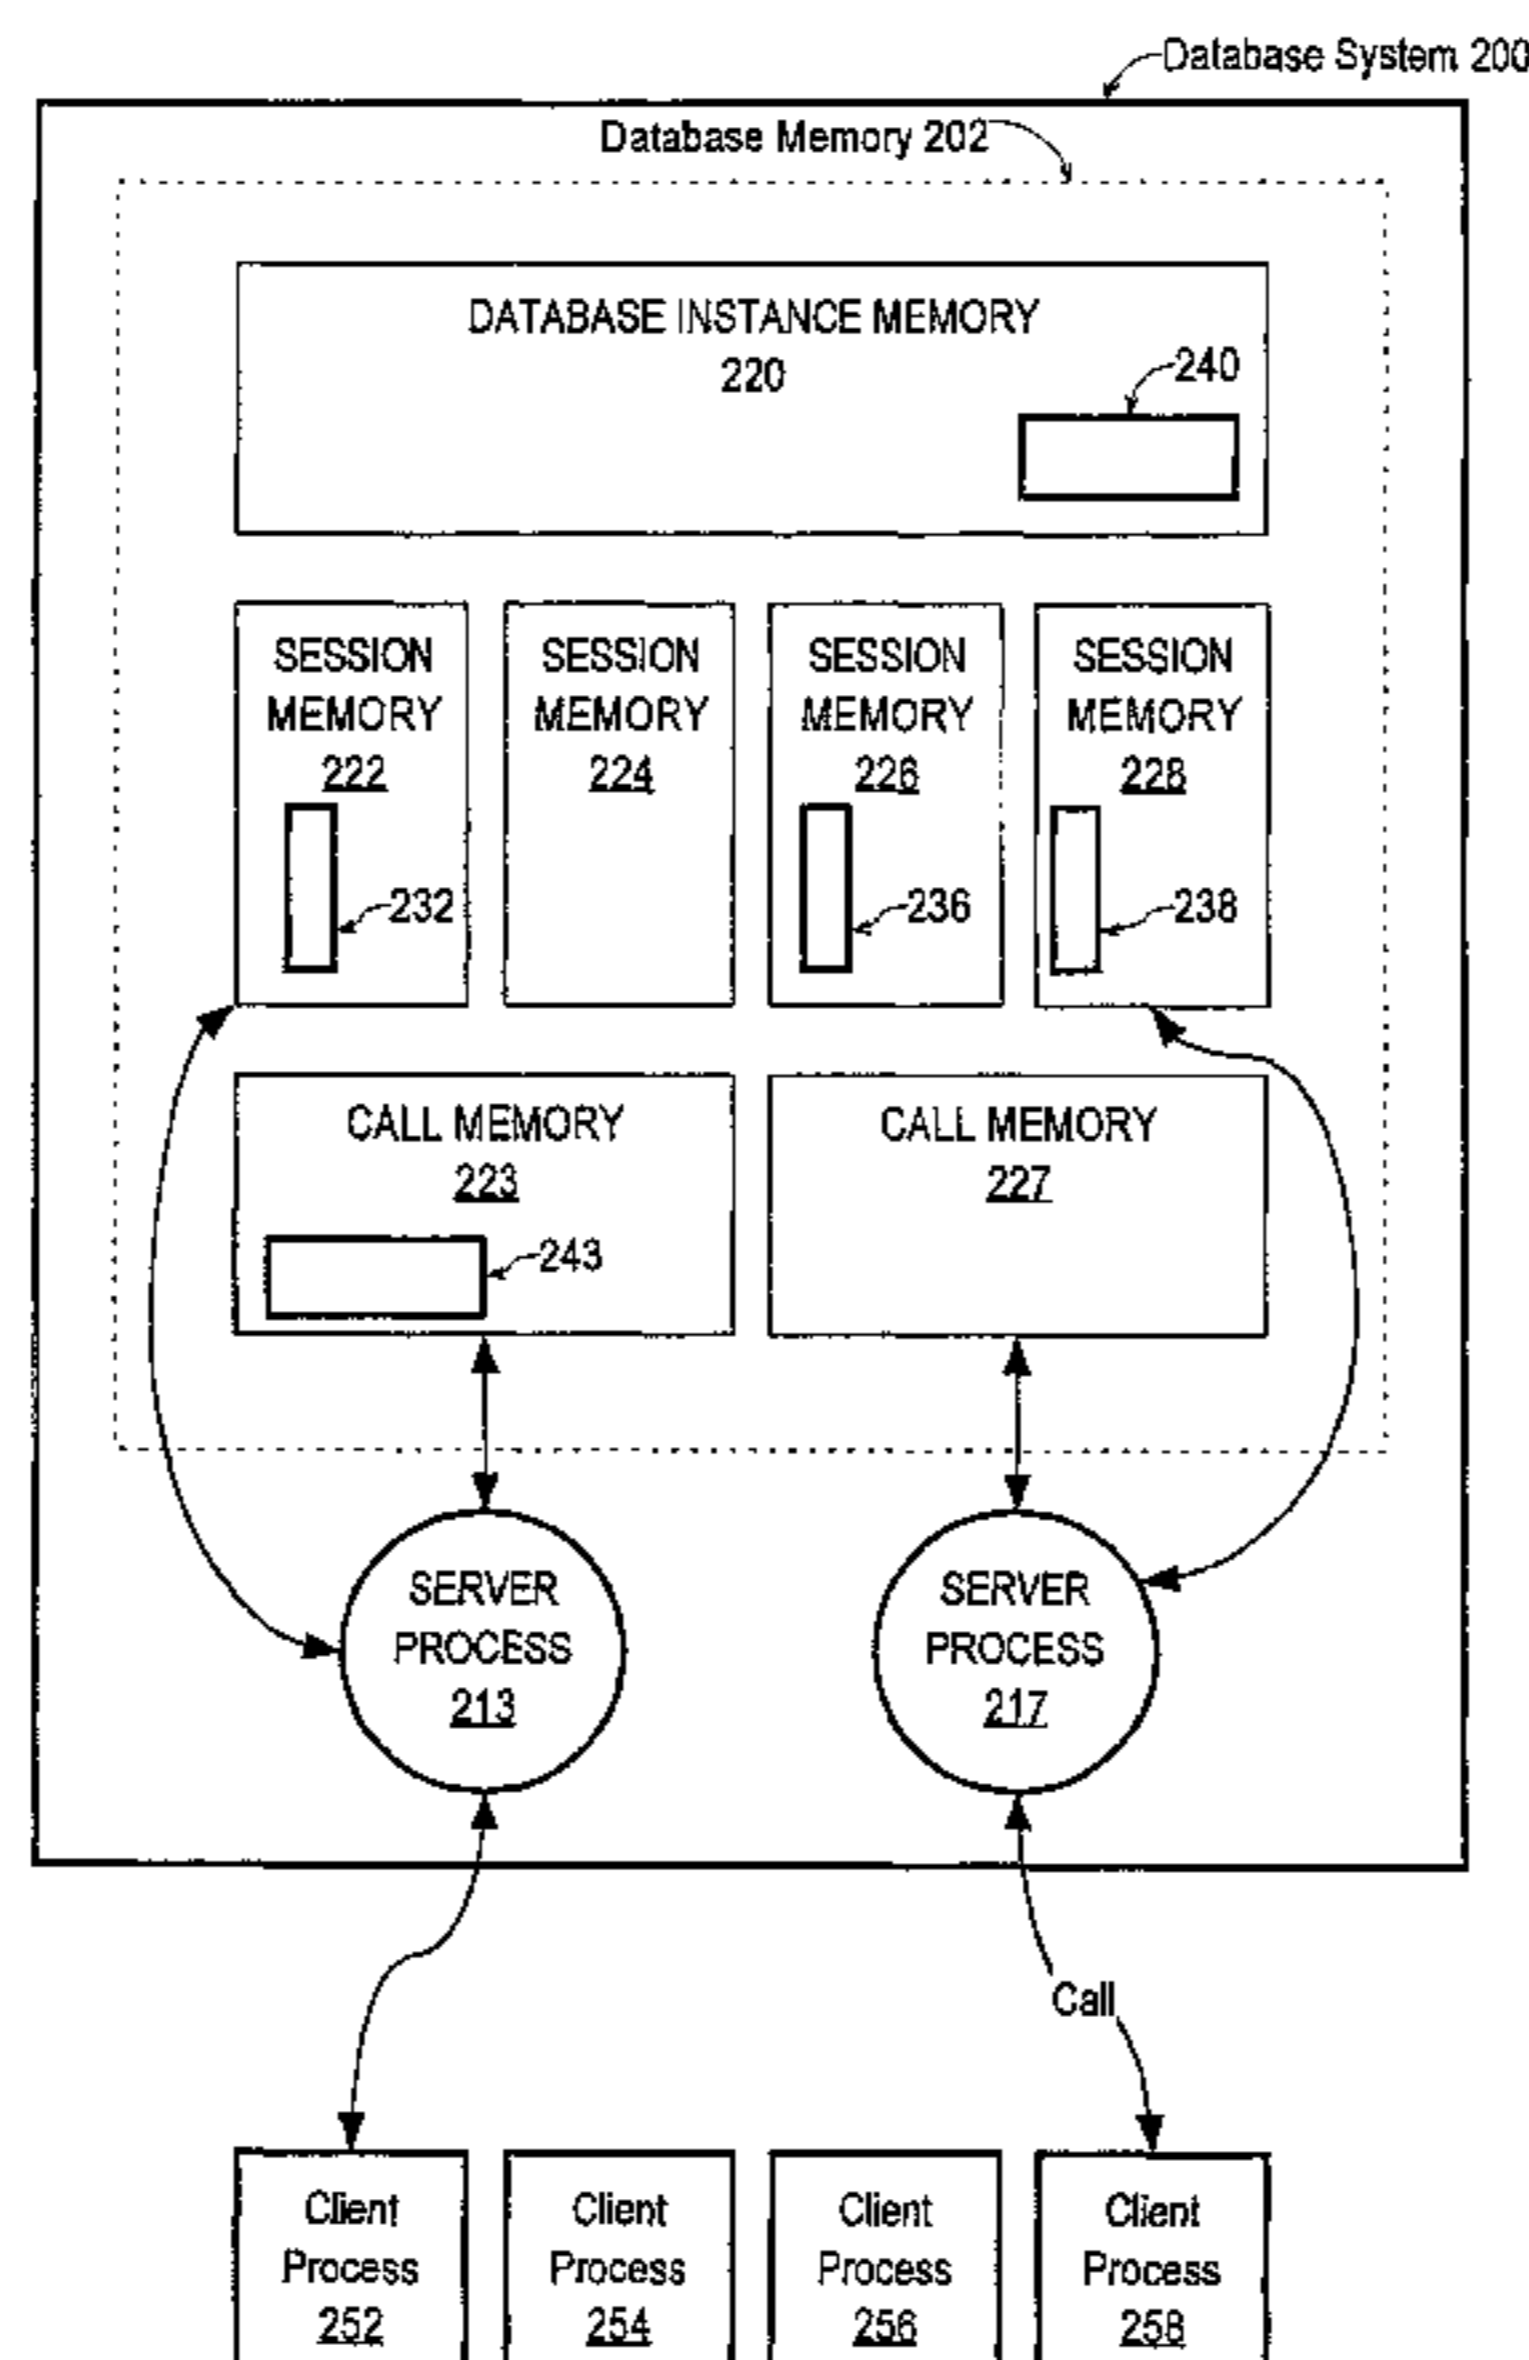 Database System 200
Database Memory 202
DATABASE INSTANCE MEMORY
220
240
SESSION
MEMORY
222
232
SESSION
MEMORY
224
SESSION
MEMORY
226
236
SESSION
MEMORY
228
238
CALL MEMORY
223
243
CALL MEMORY
227
SERVER
PROCESS
213
SERVER
PROCESS
217
Call
Client
Process
252
Client
Process
254
Client
Process
256
Client
Process
258